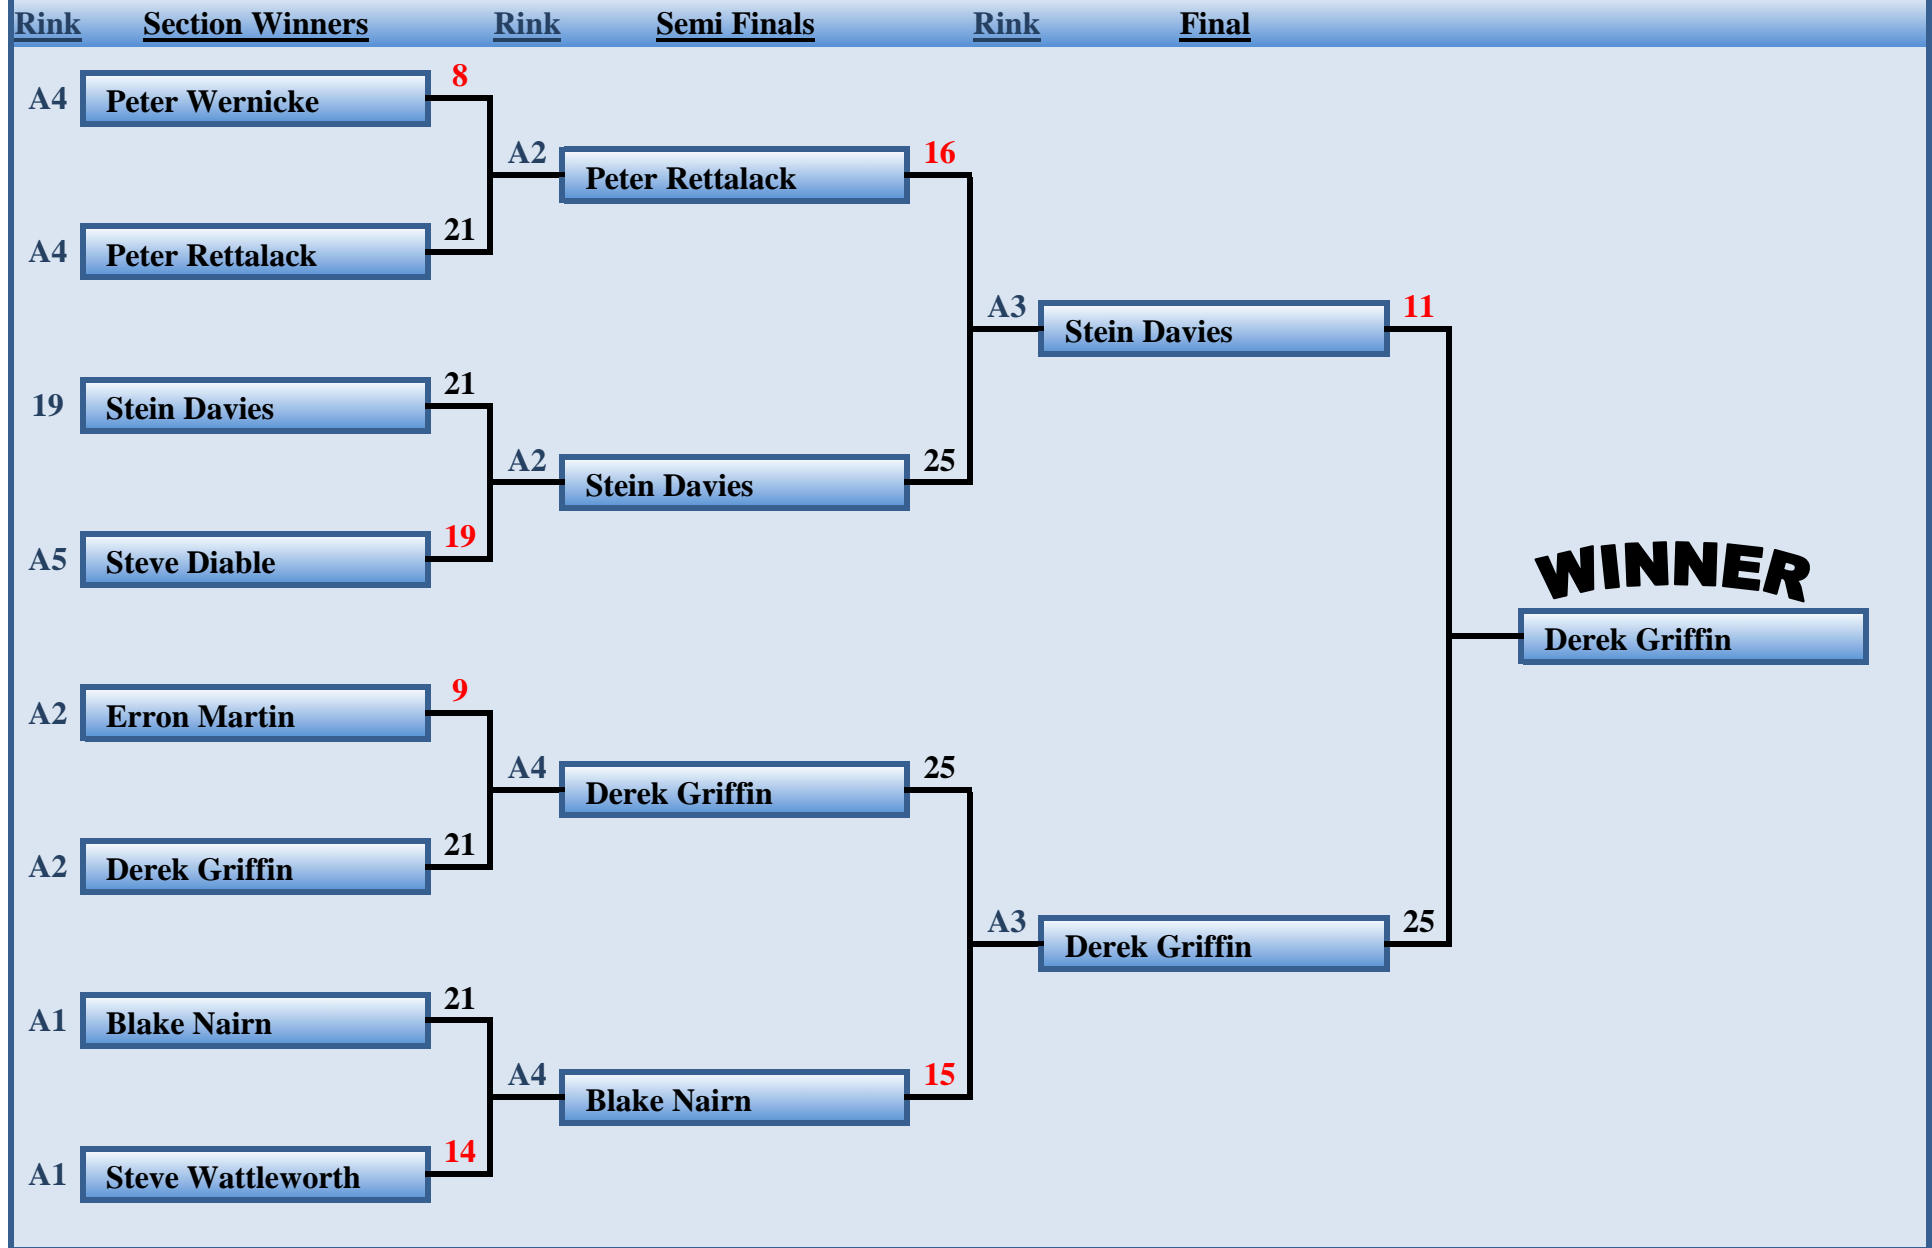 Rink Section Winners Rink Semi Finals Rink Final
8
A4 Peter Wernicke
A2 16
Peter Rettalack
21
A4 Peter Rettalack
A3 11
Stein Davies
21
19 Stein Davies
A2 25
Stein Davies
19
A5 Steve Diable
WINNER
Derek Griffin
9
A2 Erron Martin
A4 25
Derek Griffin
21
A2 Derek Griffin
A3 25
Derek Griffin
21
A1 Blake Nairn
A4 15
Blake Nairn
14
A1 Steve Wattleworth